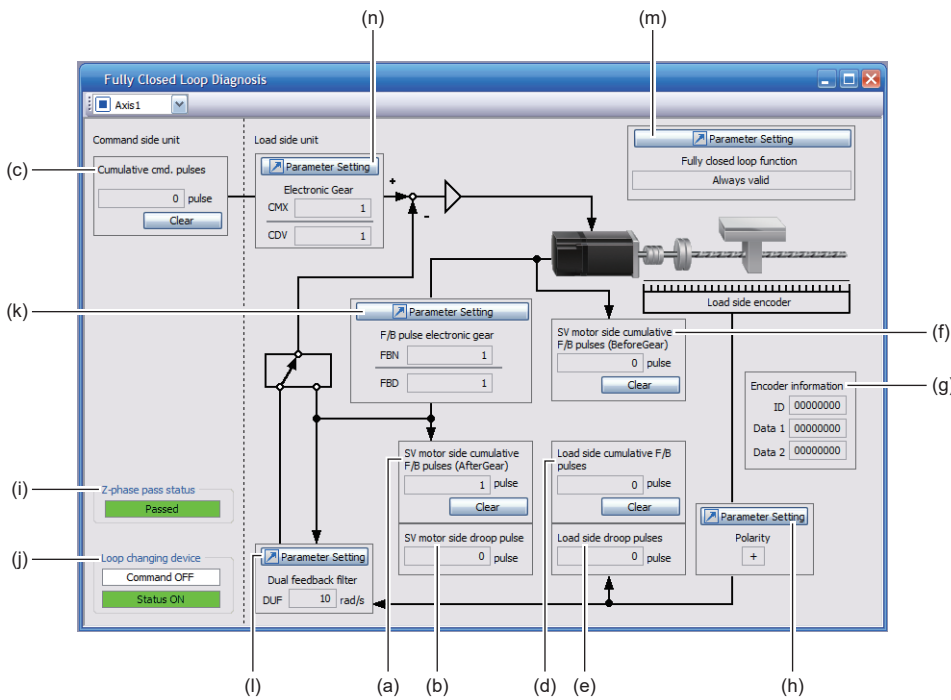 (n)
(m)
Fully Closed Loop Diagnosis
Axis1
Command side unit
Load side unit
Parameter Setting
Parameter Setting
(c)
Cumulative cmd. pulses
Fully closed loop function
Always valid
0 pulse
Clear
Electronic Gear
CMX 1
CDV 1
+
-
Load side encoder
(k)
Parameter Setting
F/B pulse electronic gear
FBN 1
FBD 1
SV motor side cumulative
F/B pulses (BeforeGear)
(f)
0 pulse
Clear
Encoder information
(g)
ID 00000000
Data 1 00000000
Data 2 00000000
(a)
SV motor side cumulative
F/B pulses (AfterGear)
1 pulse
Clear
Load side cumulative F/B
pulses
0 pulse
Clear
(i)
Z-phase pass status
Passed
SV motor side droop pulse
0 pulse
Load side droop pulses
0 pulse
Parameter Setting
Polarity
+
(j)
Loop changing device
Command OFF
Status ON
Parameter Setting
Dual feedback filter
DUF 10 rad/s
(l)
(b)
(d)
(e)
(h)